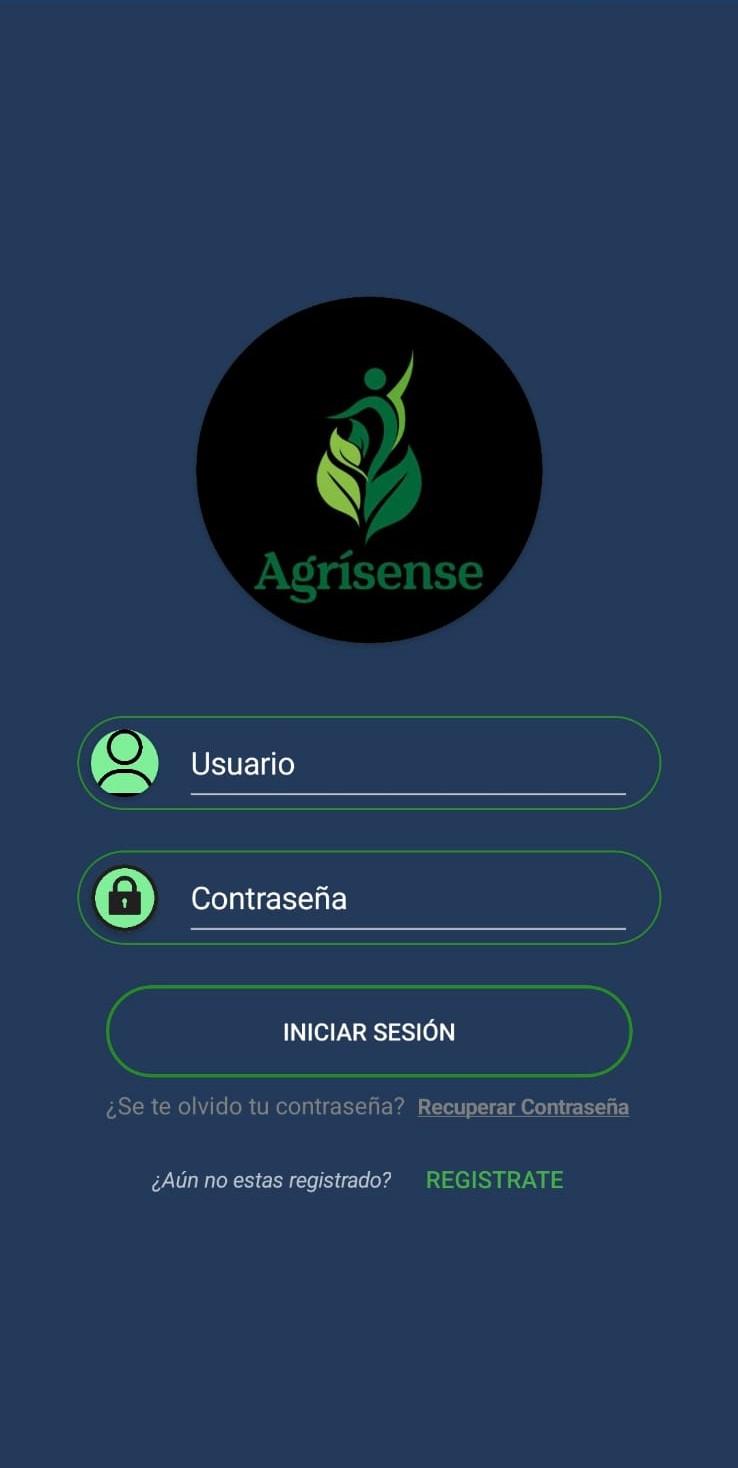 Agrísense
Usuario
Contraseña
INICIAR SESIÓN
¿Se te olvido tu contraseña? Recuperar Contraseña
¿Aún no estas registrado? REGISTRATE